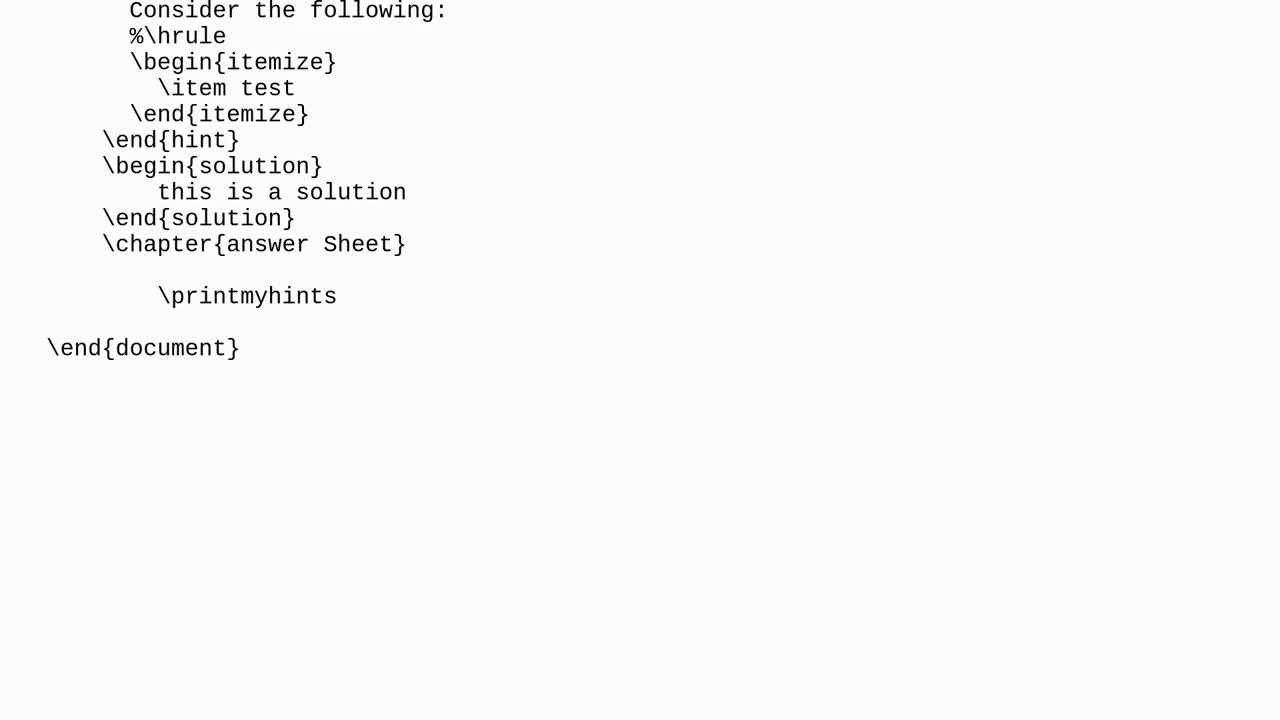 Consider the following:
%\hrule
\begin{itemize}
\item test
\end{itemize}
\end{hint}
\begin{solution}
this is a solution
\end{solution}
\chapter{answer Sheet}
\printmyhints
\end{document}